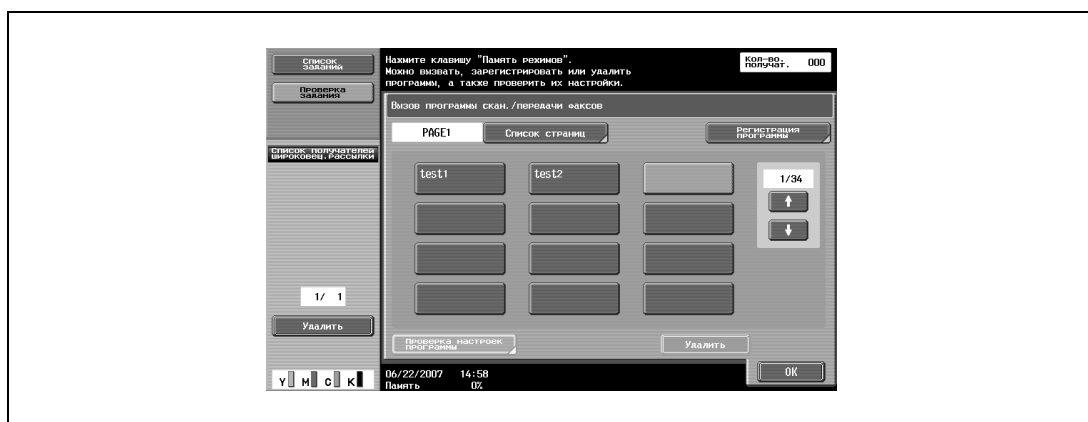 Список
заданий
Проверка
задания
Нажмите клавишу "Память режимов".
Можно вызвать, зарегистрировать или удалить
программы, а также проверить их настройки.
Кол-во.
получат. 000
Вызов программы скан./передачи факсов
PAGE1
Список страниц
Регистрация
программы
Список получателей
широковещ.рассылки
test1
test2
1/34
1/ 1
Удалить
Проверка настроек
программы
Удалить
Y M C K
06/22/2007 14:58
Память 0%
OK